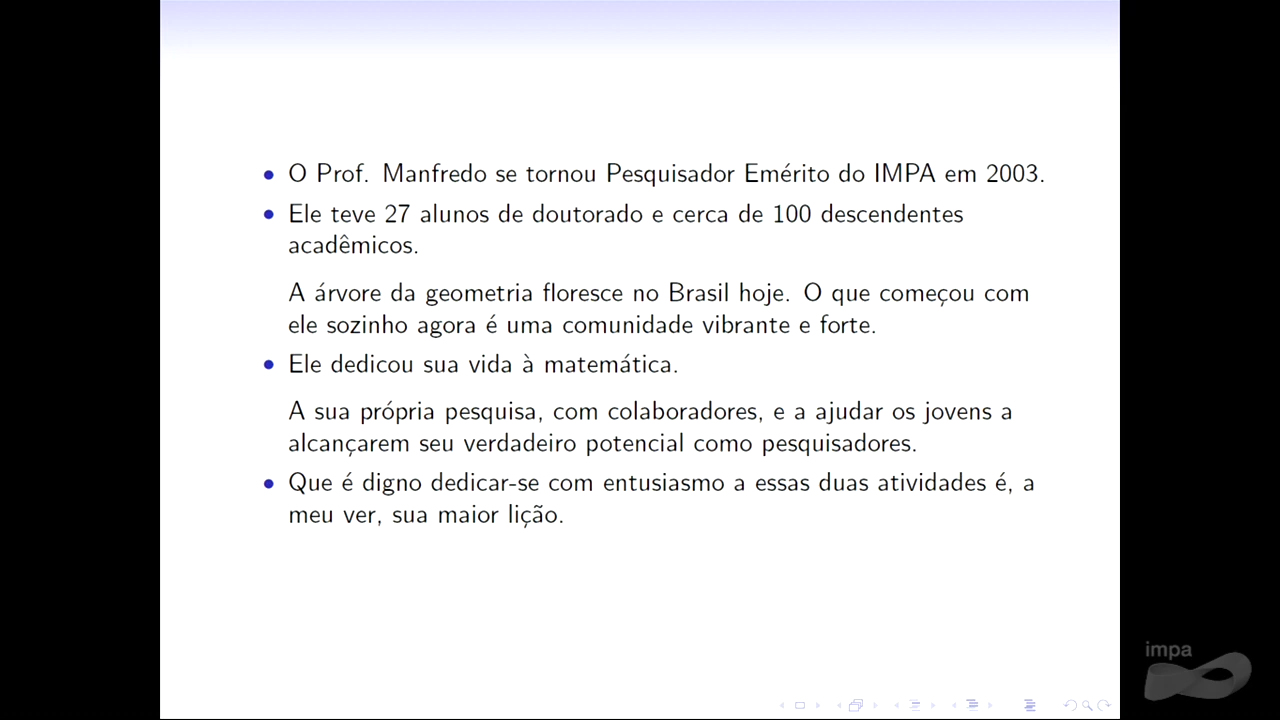 • O Prof. Manfredo se tornou Pesquisador Emérito do IMPA em 2003.
• Ele teve 27 alunos de doutorado e cerca de 100 descendentes
acadêmicos.
A árvore da geometria floresce no Brasil hoje. O que começou com
ele sozinho agora é uma comunidade vibrante e forte.
• Ele dedicou sua vida à matemática.
A sua própria pesquisa, com colaboradores, e a ajudar os jovens a
alcançarem seu verdadeiro potencial como pesquisadores.
• Que é digno dedicar-se com entusiasmo a essas duas atividades é, a
meu ver, sua maior lição.
impa